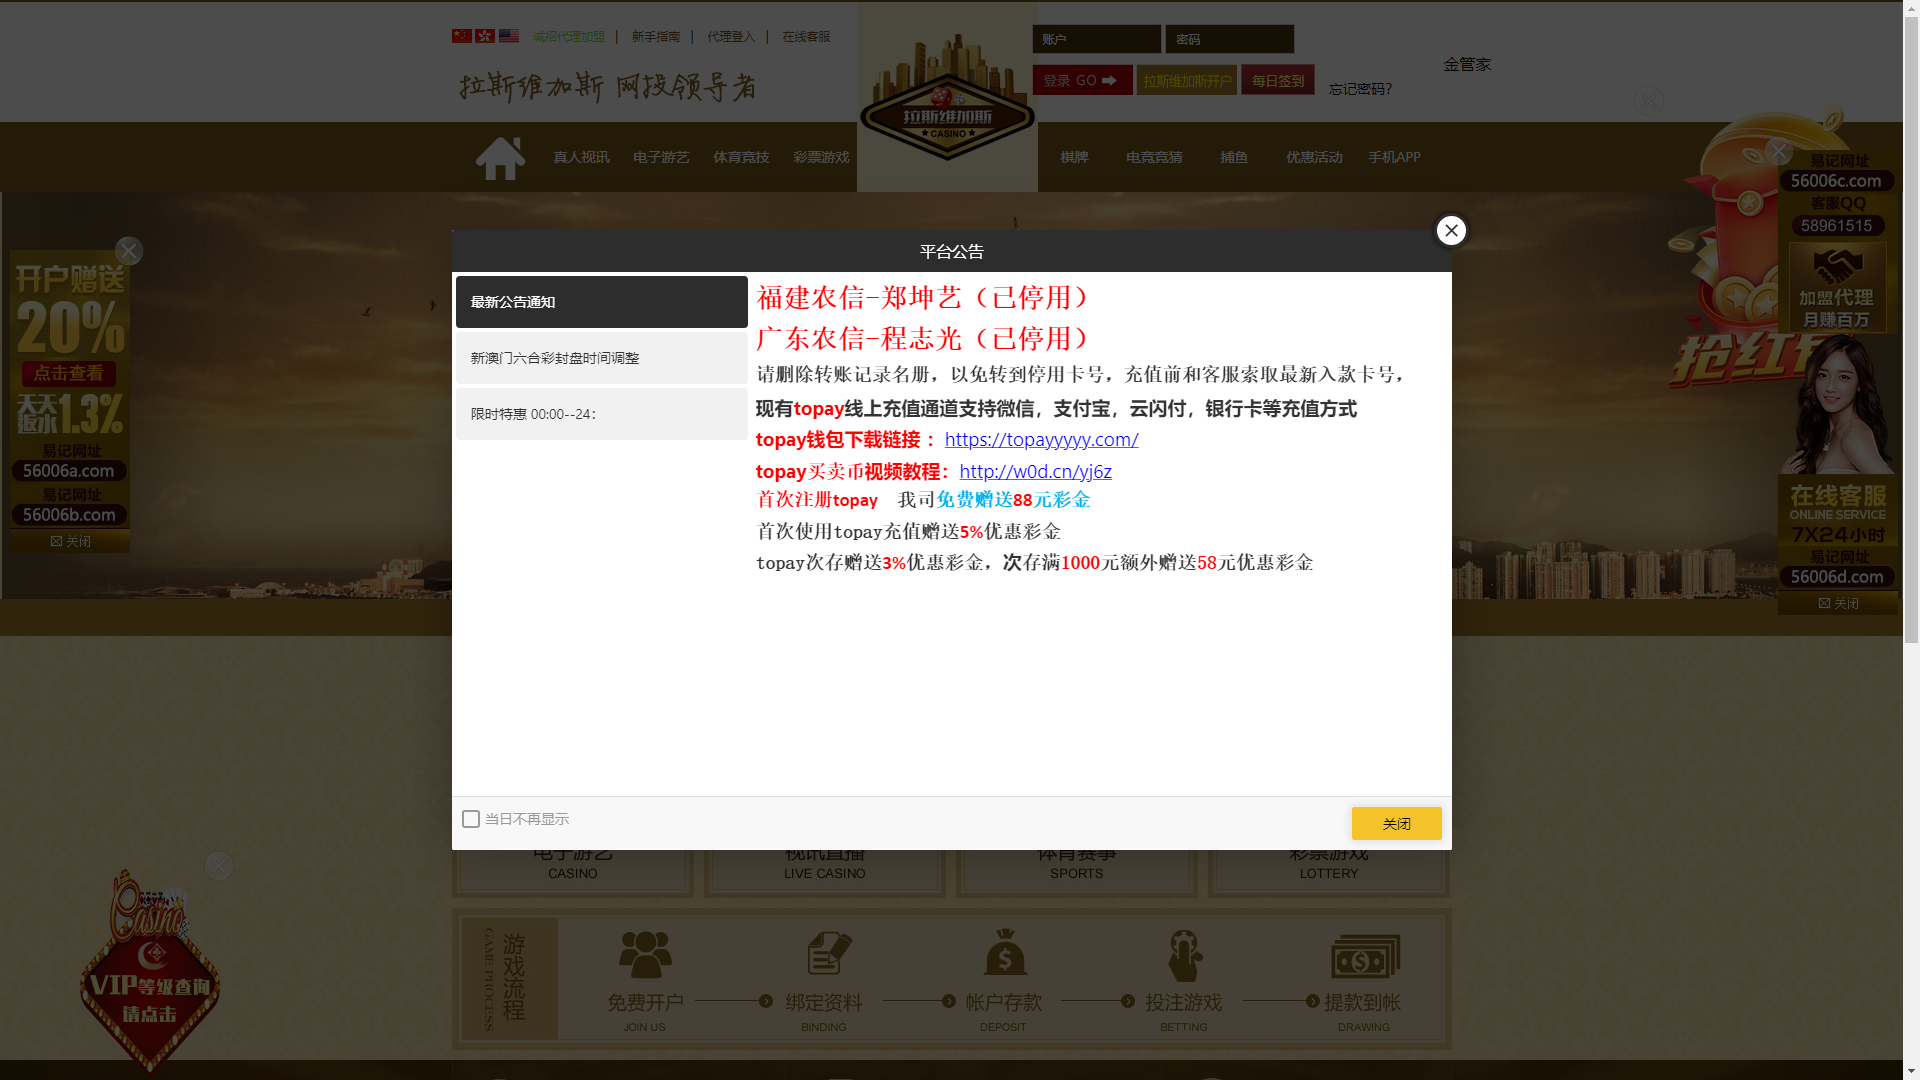 诚招代理加盟 | 新手指南 | 代理登入 | 在线客服
拉斯维加斯 网投领导者
拉斯维加斯
★CASINO★
账户
密码
登录 GO
拉斯维加斯开户
每日签到
忘记密码?
金管家
真人视讯
电子游艺
体育竞技
彩票游戏
棋牌
电竞竞猜
捕鱼
优惠活动
手机APP
开户赠送
20%
点击查看
天天返水1.3%
易记网址
56006a.com
易记网址
56006b.com
关闭
平台公告
最新公告通知
新澳门六合彩封盘时间调整
限时特惠 00:00--24:
福建农信-郑坤艺（已停用）
广东农信-程志光（已停用）
请删除转账记录名册，以免转到停用卡号，充值前和客服索取最新入款卡号，
现有topay线上充值通道支持微信，支付宝，云闪付，银行卡等充值方式
topay钱包下载链接 ：https://topayyyyy.com/
topay买卖币视频教程：http://w0d.cn/yj6z
首次注册topay 我司免费赠送88元彩金
首次使用topay充值赠送5%优惠彩金
topay次存赠送3%优惠彩金，次存满1000元额外赠送58元优惠彩金
当日不再显示
关闭
易记网址
56006c.com
客服QQ
58961515
加盟代理
月赚百万
抢红包
在线客服
ONLINE SERVICE
7X24小时
易记网址
56006d.com
关闭
电子游艺
CASINO
视讯直播
LIVE CASINO
体育赛事
SPORTS
彩票游戏
LOTTERY
游戏流程
GAME PROCESS
免费开户
JOIN US
绑定资料
BINDING
帐户存款
DEPOSIT
投注游戏
BETTING
提款到帐
DRAWING
Casino
VIP等级查询
请点击